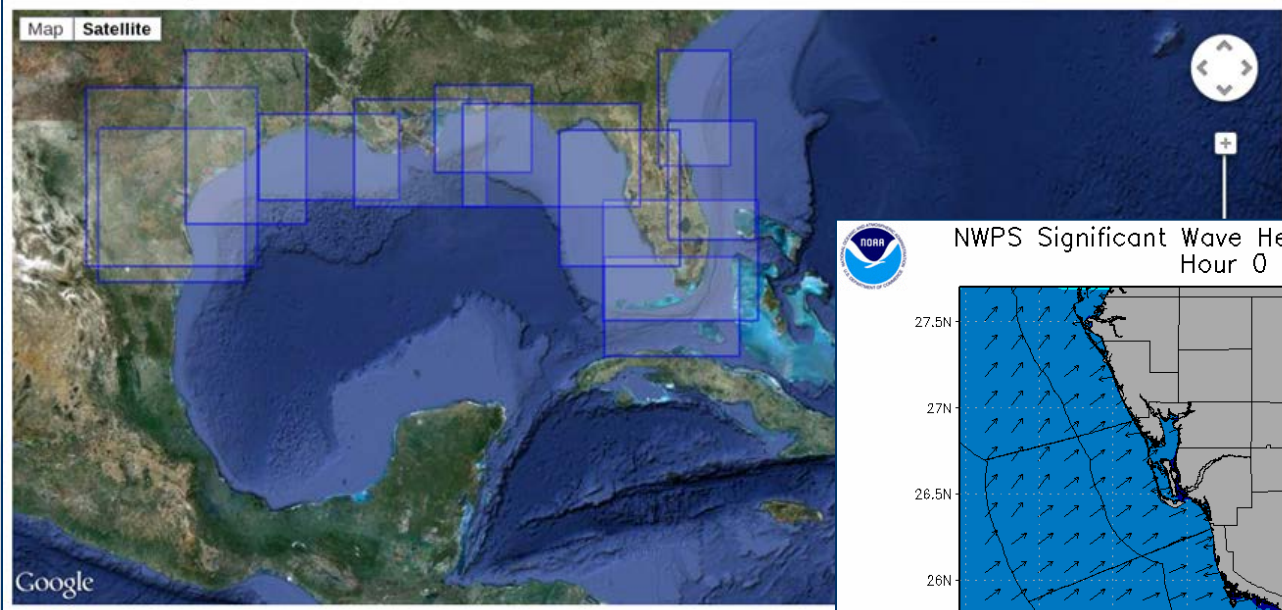 Map Satellite
+
Google
NOAA
NWPS Significant Wave He
Hour 0
27.5N
27N
26.5N
26N